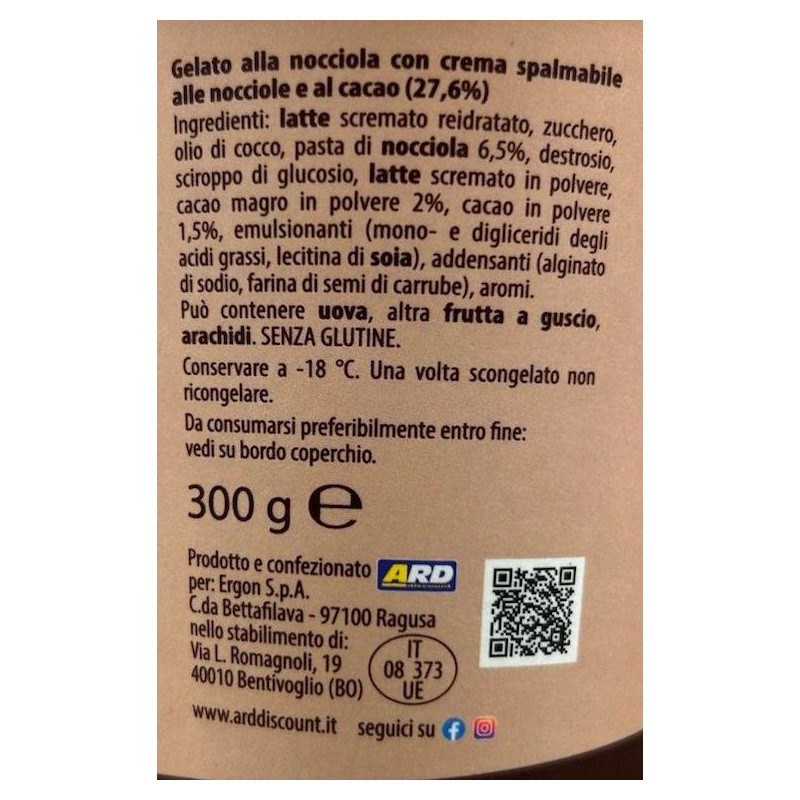 Gelato alla nocciola con crema spalmabile
alle nocciole e al cacao (27,6%)
Ingredienti: latte scremato reidratato, zucchero,
olio di cocco, pasta di nocciola 6,5%, destrosio,
sciroppo di glucosio, latte scremato in polvere,
cacao magro in polvere 2%, cacao in polvere
1,5%, emulsionanti (mono- e digliceridi degli
acidi grassi, lecitina di soia), addensanti (alginato
di sodio, farina di semi di carrube), aromi.
Può contenere uova, altra frutta a guscio,
arachidi. SENZA GLUTINE.
Conservare a -18 °C. Una volta scongelato non
ricongelare.
Da consumarsi preferibilmente entro fine:
vedi su bordo coperchio.
300 g e
Prodotto e confezionato
per: Ergon S.p.A.
C.da Bettafilava - 97100 Ragusa
nello stabilimento di:
Via L. Romagnoli, 19
40010 Bentivoglio (BO)
ARD
discount
IT
08 373
UE
www.arddiscount.it seguici su